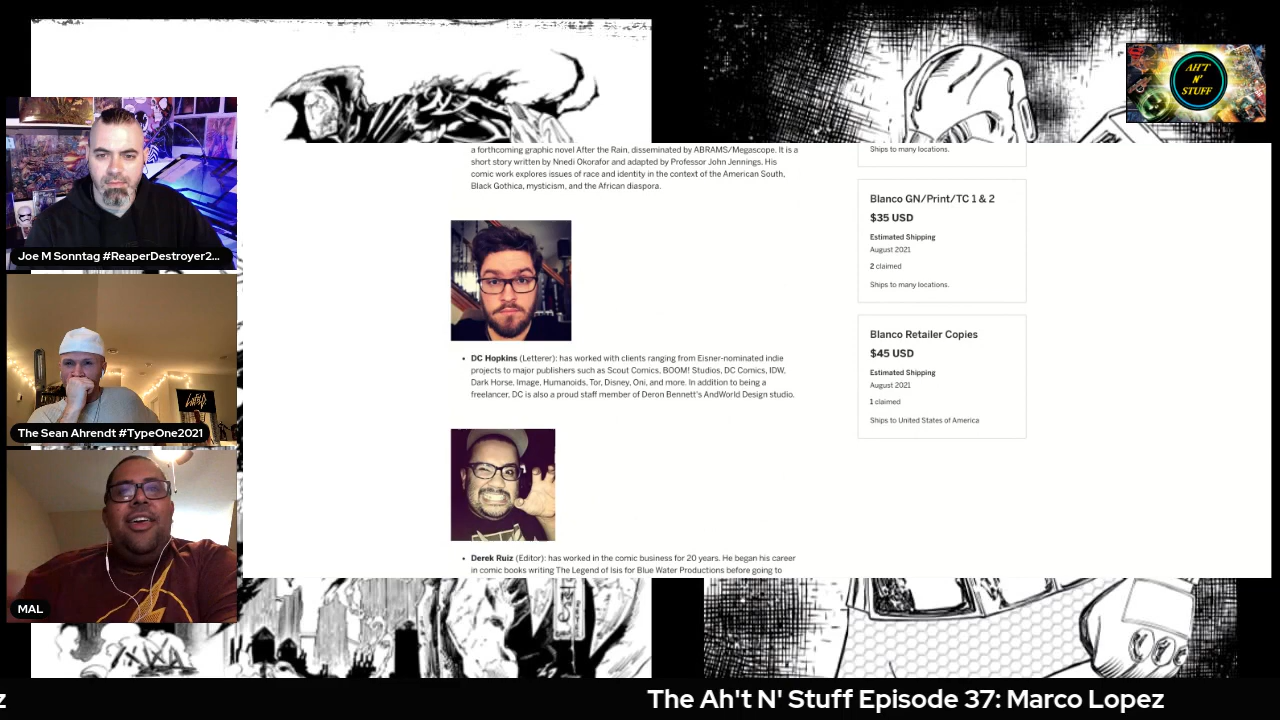 AH'T
N'
STUFF
Joe M Sonntag #ReaperDestroyer2...
The Sean Ahrendt #TypeOne2021
MAL
a forthcoming graphic novel After the Rain, disseminated by ABRAMS/Megascope. It is a
short story written by Nnedi Okorafor and adapted by Professor John Jennings. His
comic work explores issues of race and identity in the context of the American South,
Black Gothica, mysticism, and the African diaspora.
• DC Hopkins (Letterer): has worked with clients ranging from Eisner-nominated indie
projects to major publishers such as Scout Comics, BOOM! Studios, DC Comics, IDW,
Dark Horse, Image, Humanoids, Tor, Disney, Oni, and more. In addition to being a
freelancer, DC is also a proud staff member of Deron Bennett's AndWorld Design studio.
• Derek Ruiz (Editor): has worked in the comic business for 20 years. He began his career
in comic books writing The Legend of Isis for Blue Water Productions before going to
Ships to many locations.
Blanco GN/Print/TC 1 & 2
$35 USD
Estimated Shipping
August 2021
2 claimed
Ships to many locations.
Blanco Retailer Copies
$45 USD
Estimated Shipping
August 2021
1 claimed
Ships to United States of America
z
The Ah't N' Stuff Episode 37: Marco Lopez